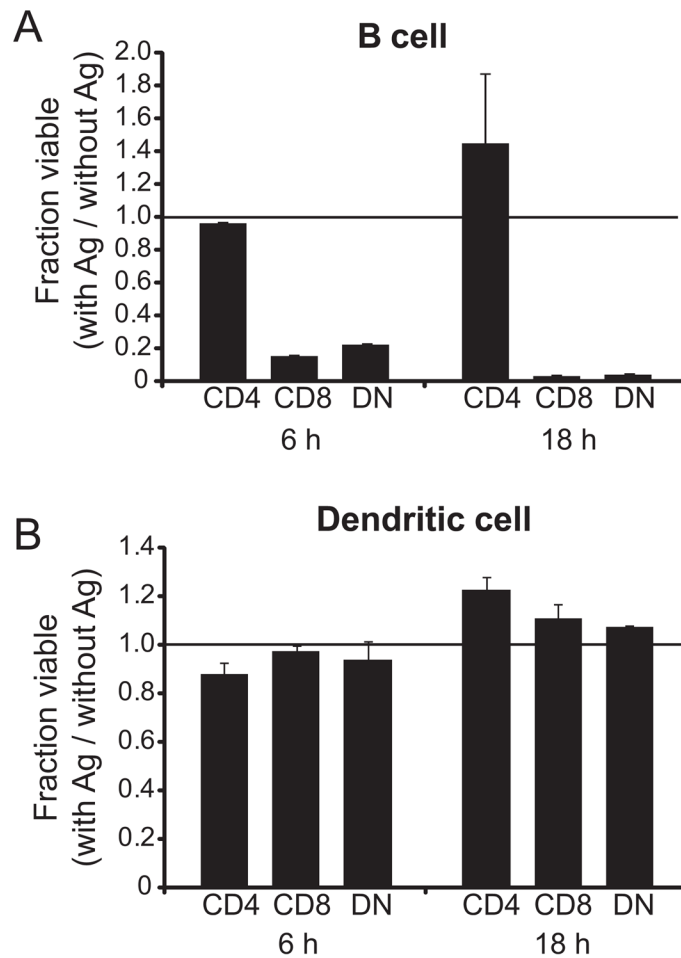 A
B cell
Fraction viable
(with Ag / without Ag)
2.0
1.8
1.6
1.4
1.2
1.0
0.8
0.6
0.4
0.2
0
CD4 CD8 DN CD4 CD8 DN
6 h 18 h
B
Dendritic cell
Fraction viable
(with Ag / without Ag)
1.4
1.2
1.0
0.8
0.6
0.4
0.2
0
CD4 CD8 DN CD4 CD8 DN
6 h 18 h